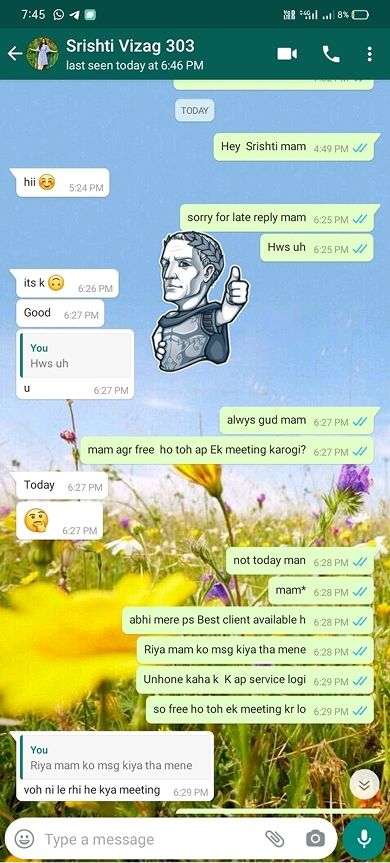 7:45 8%
Srishti Vizag 303
last seen today at 6:46 PM
TODAY
Hey Srishti mam 4:49 PM
hii ☺️ 5:24 PM
sorry for late reply mam 6:25 PM
Hws uh 6:25 PM
its k 🙃 6:26 PM
Good 6:27 PM
You
Hws uh
u 6:27 PM
alwys gud mam 6:27 PM
mam agr free ho toh ap Ek meeting karogi? 6:27 PM
Today 6:27 PM
🤔 6:27 PM
not today man 6:28 PM
mam* 6:28 PM
abhi mere ps Best client available h 6:28 PM
Riya mam ko msg kiya tha mene 6:28 PM
Unhone kaha k K ap service logi 6:29 PM
so free ho toh ek meeting kr lo 6:29 PM
You
Riya mam ko msg kiya tha mene
voh ni le rhi he kya meeting 6:29 PM
Type a message